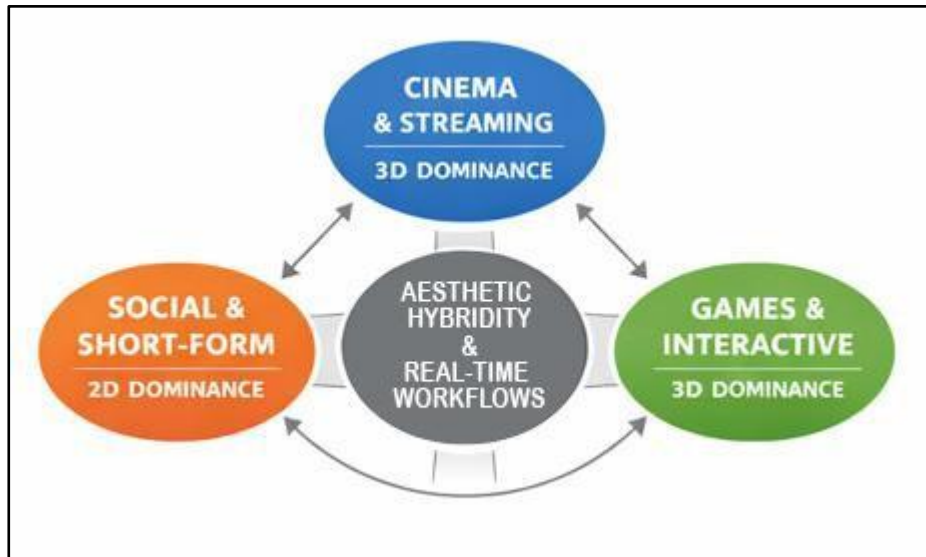 CINEMA
& STREAMING
3D DOMINANCE
SOCIAL &
SHORT-FORM
2D DOMINANCE
AESTHETIC
HYBRIDITY
&
REAL-TIME
WORKFLOWS
GAMES &
INTERACTIVE
3D DOMINANCE